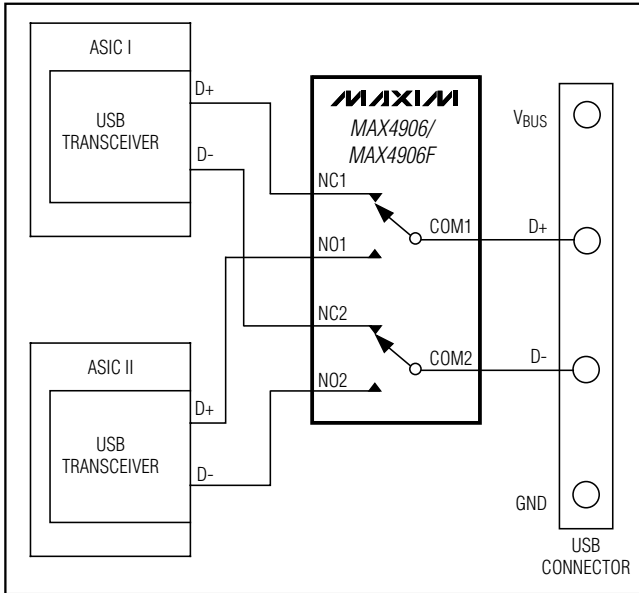 ASIC I
USB
TRANSCEIVER
D+
D-
ASIC II
USB
TRANSCEIVER
D+
D-
MAXIM
MAX4906/
MAX4906F
NC1
NO1
NC2
NO2
COM1
COM2
VBUS
D+
D-
GND
USB
CONNECTOR